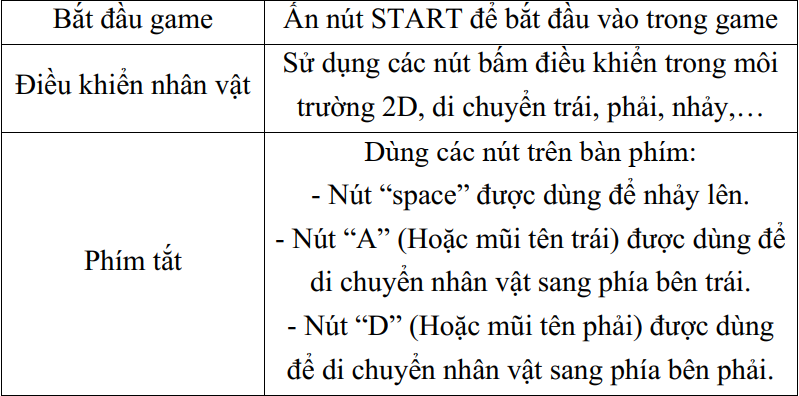 Bắt đầu game
Ấn nút START để bắt đầu vào trong game
Điều khiển nhân vật
Sử dụng các nút bấm điều khiển trong môi
trường 2D, di chuyển trái, phải, nhảy,…
Phím tắt
Dùng các nút trên bàn phím:
- Nút “space” được dùng để nhảy lên.
- Nút “A” (Hoặc mũi tên trái) được dùng để
di chuyển nhân vật sang phía bên trái.
- Nút “D” (Hoặc mũi tên phải) được dùng
để di chuyển nhân vật sang phía bên phải.